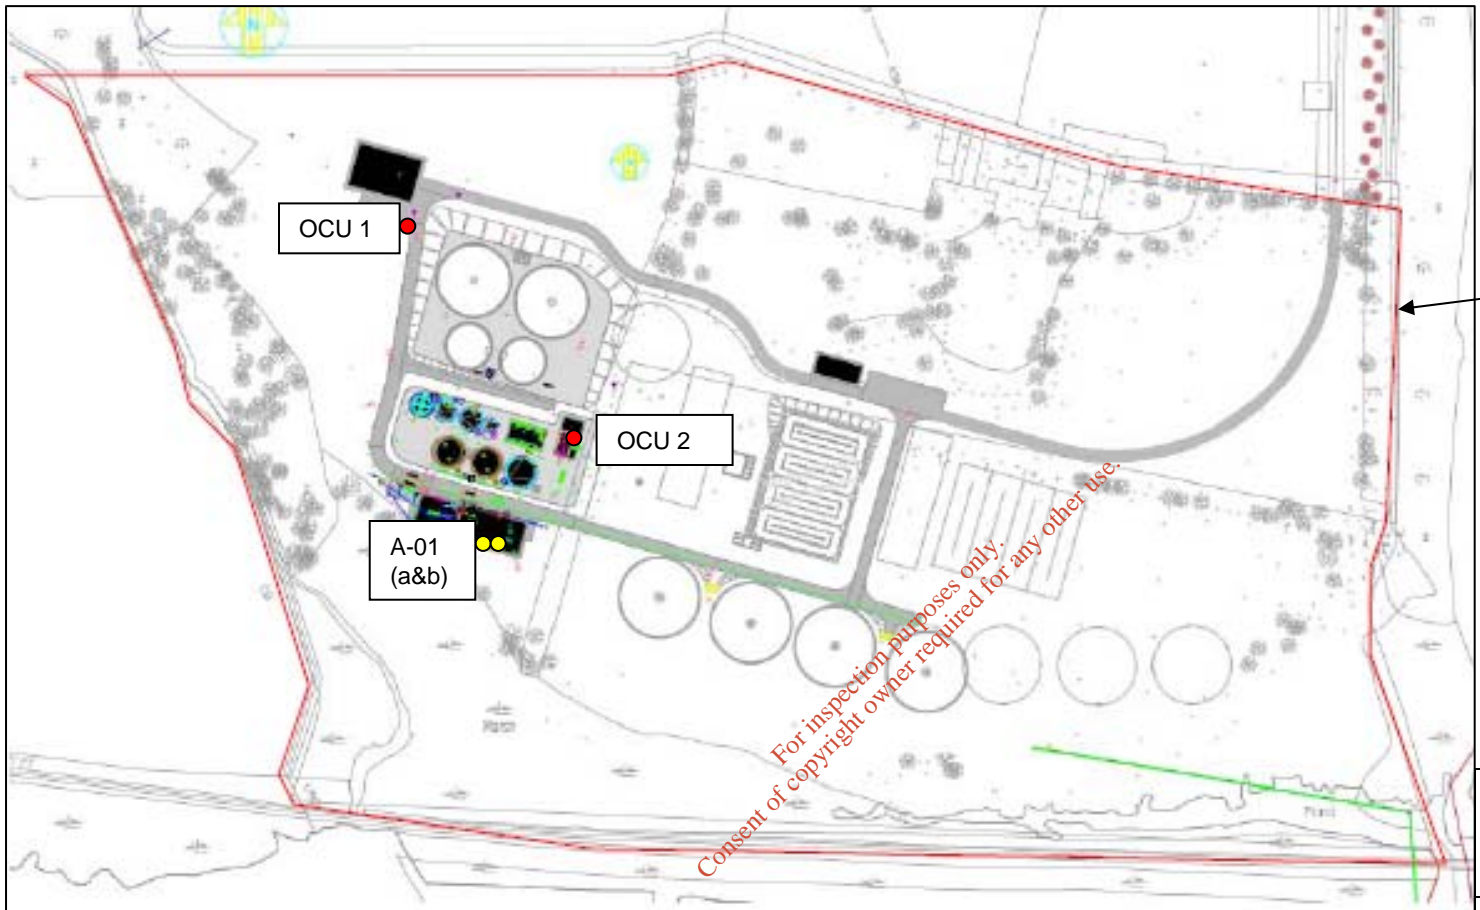 N
OCU 1
OCU 2
A-01
(a&b)
For inspection purposes only.
Consent of copyright owner required for any other use.